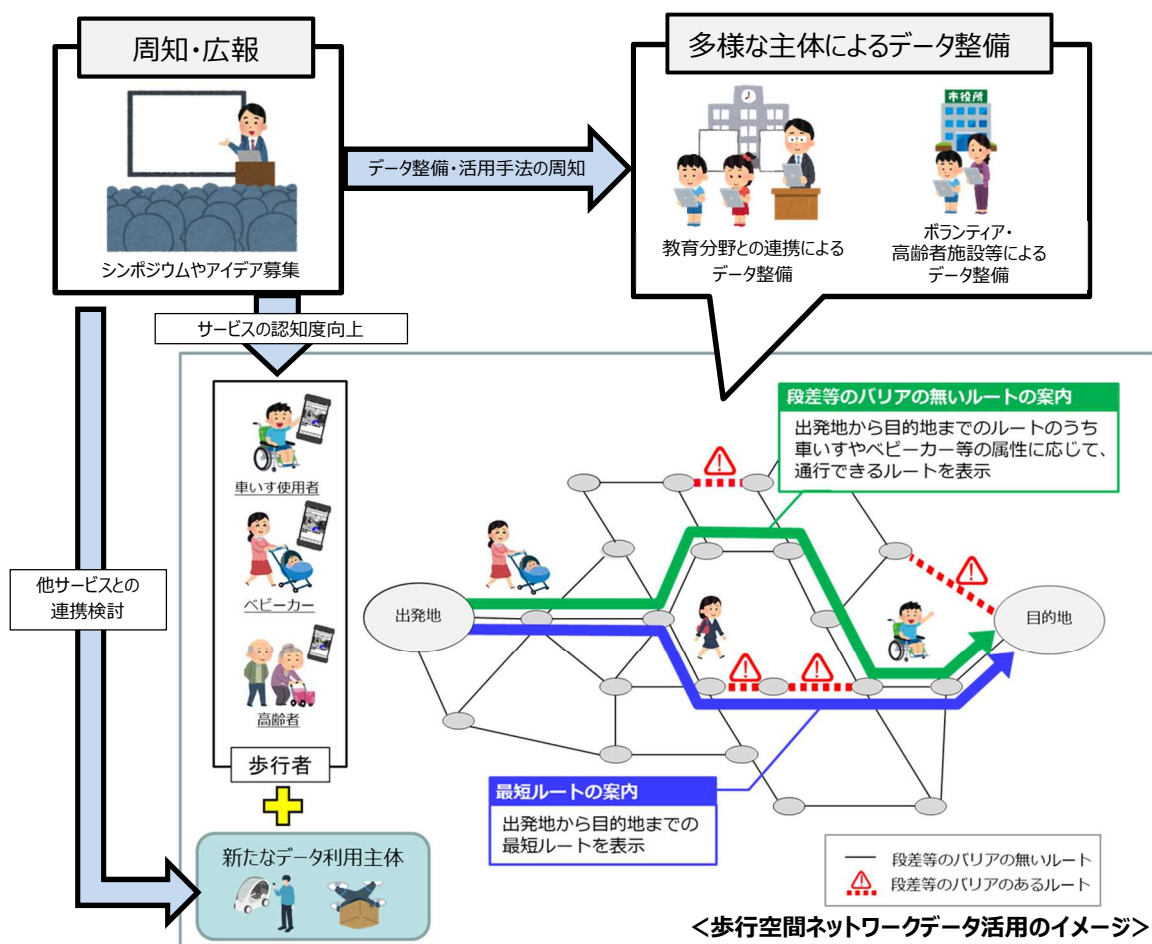 周知・広報
シンポジウムやアイデア募集
データ整備・活用手法の周知
多様な主体によるデータ整備
市役所
教育分野との連携による
データ整備
ボランティア・
高齢者施設等による
データ整備
サービスの認知度向上
他サービスとの
連携検討
車いす使用者
ベビーカー
高齢者
歩行者
新たなデータ利用主体
段差等のバリアの無いルートの案内
出発地から目的地までのルートのうち
車いすやベビーカー等の属性に応じて、
通行できるルートを表示
出発地
目的地
最短ルートの案内
出発地から目的地までの
最短ルートを表示
段差等のバリアの無いルート
段差等のバリアのあるルート
<歩行空間ネットワークデータ活用のイメージ>